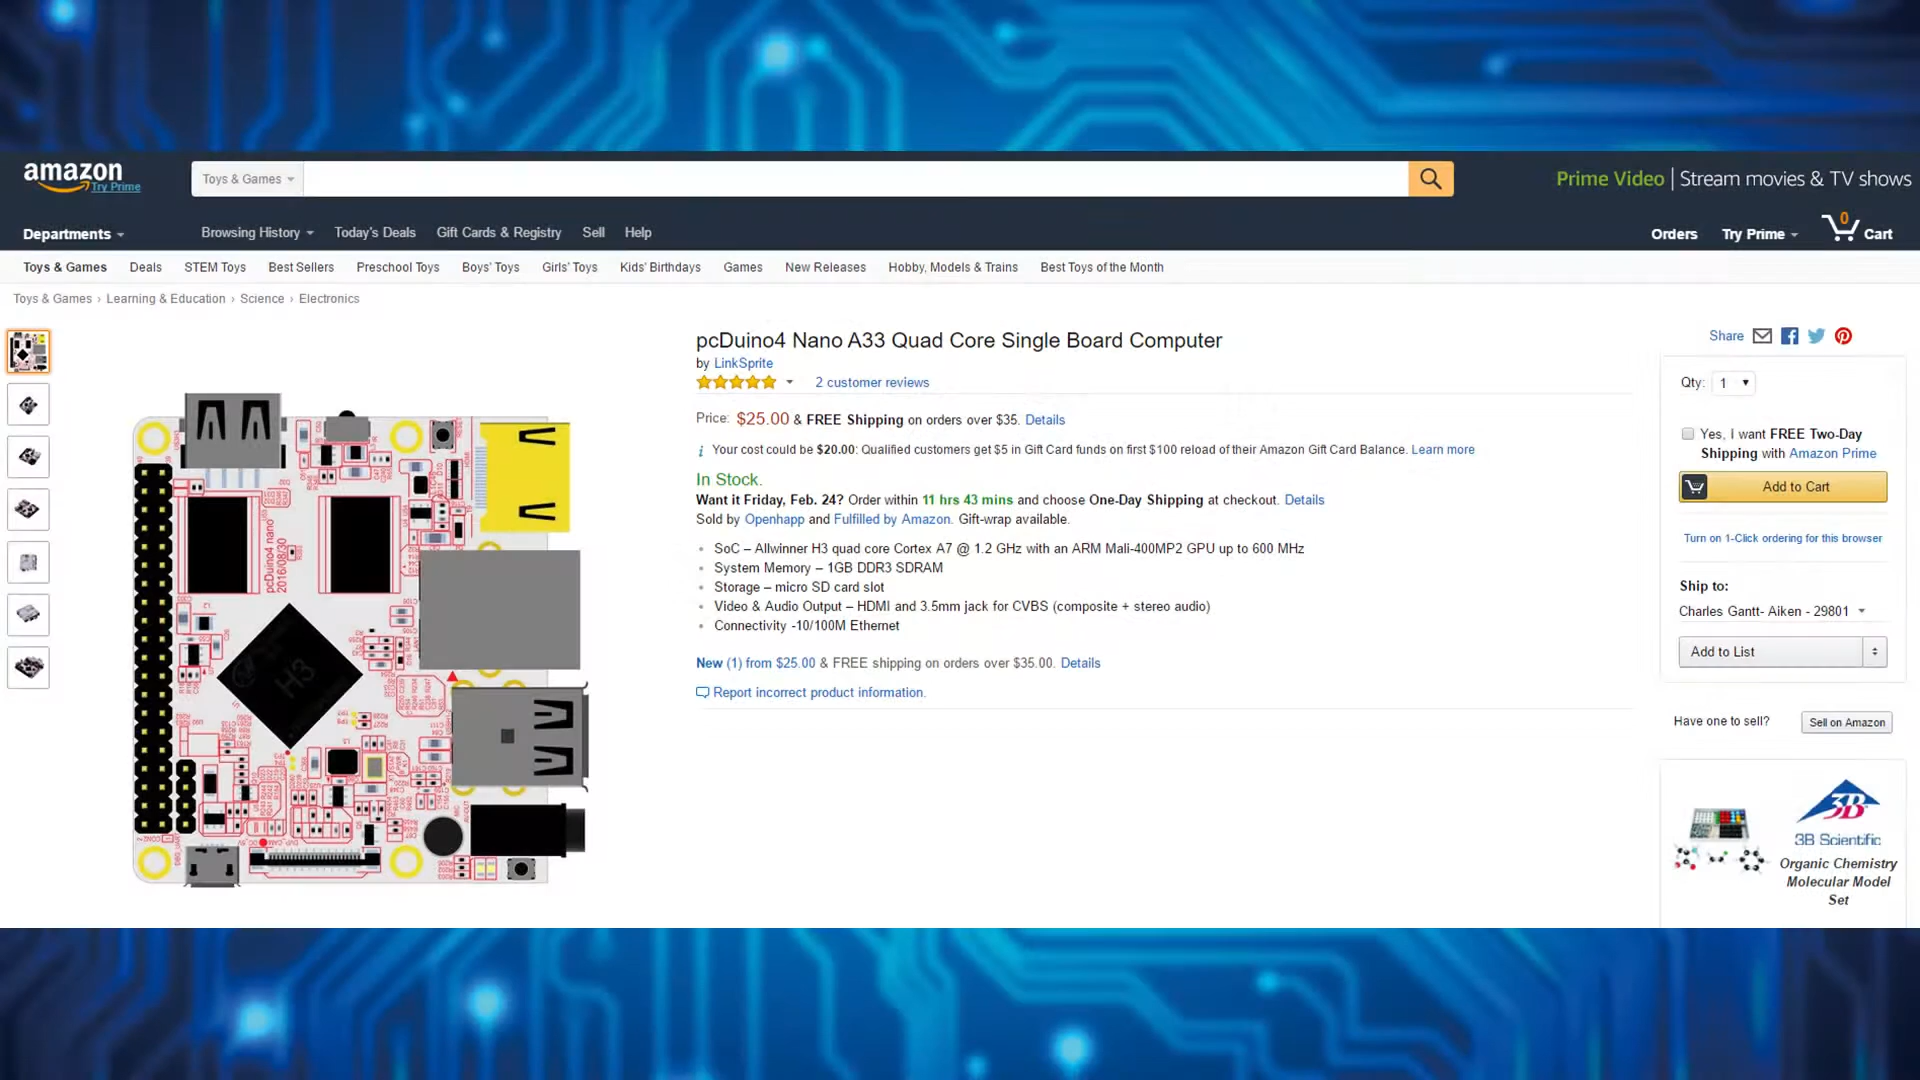 amazon
Try Prime
Toys & Games
Prime Video | Stream movies & TV shows
Departments
Browsing History
Today's Deals
Gift Cards & Registry
Sell
Help
Orders
Try Prime
0
Cart
Toys & Games
Deals
STEM Toys
Best Sellers
Preschool Toys
Boys' Toys
Girls' Toys
Kids' Birthdays
Games
New Releases
Hobby, Models & Trains
Best Toys of the Month
Toys & Games › Learning & Education › Science › Electronics
pcDuino4 Nano A33 Quad Core Single Board Computer
by LinkSprite
2 customer reviews
Price: $25.00 & FREE Shipping on orders over $35. Details
Your cost could be $20.00: Qualified customers get $5 in Gift Card funds on first $100 reload of their Amazon Gift Card Balance. Learn more
In Stock.
Want it Friday, Feb. 24? Order within 11 hrs 43 mins and choose One-Day Shipping at checkout. Details
Sold by Openhapp and Fulfilled by Amazon. Gift-wrap available.
SoC – Allwinner H3 quad core Cortex A7 @ 1.2 GHz with an ARM Mali-400MP2 GPU up to 600 MHz
System Memory – 1GB DDR3 SDRAM
Storage – micro SD card slot
Video & Audio Output – HDMI and 3.5mm jack for CVBS (composite + stereo audio)
Connectivity -10/100M Ethernet
New (1) from $25.00 & FREE shipping on orders over $35.00. Details
Report incorrect product information.
pcDuino4 nano
2016/08/30
H3
Share
Qty: 1
Yes, I want FREE Two-Day
Shipping with Amazon Prime
Add to Cart
Turn on 1-Click ordering for this browser
Ship to:
Charles Gantt- Aiken - 29801
Add to List
Have one to sell?
Sell on Amazon
3B
3B Scientific
Organic Chemistry
Molecular Model
Set